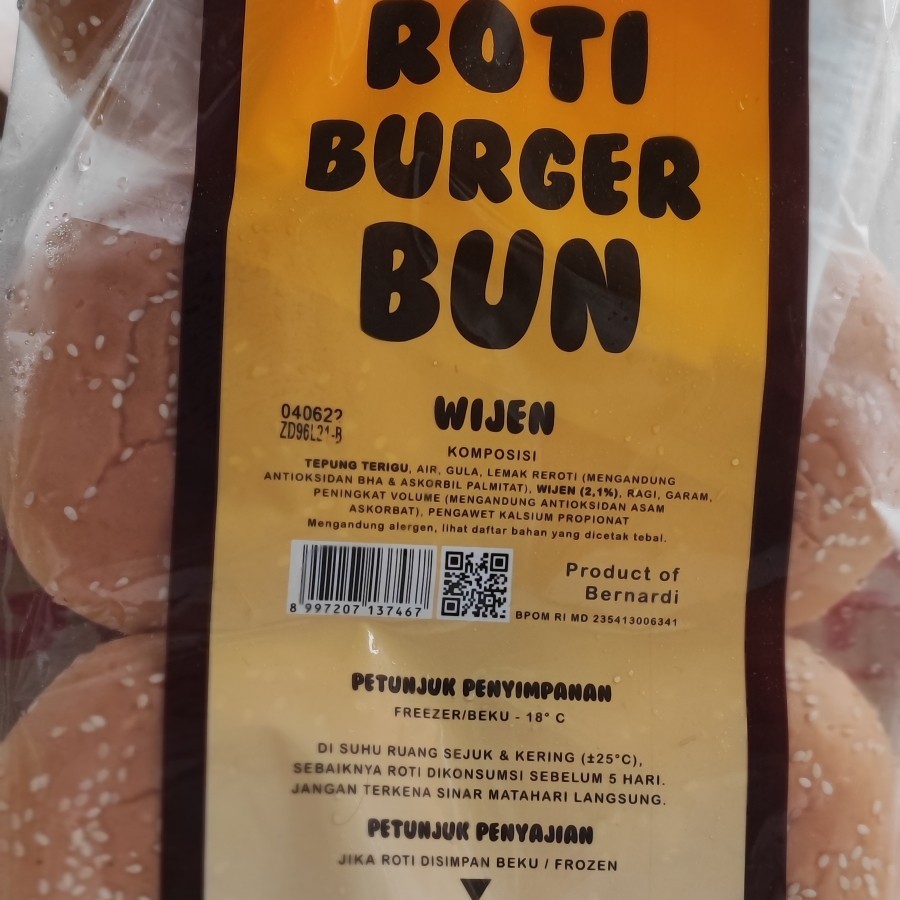 ROTI
BURGER
BUN
WIJEN
040622
ZD96L21-B
KOMPOSISI
TEPUNG TERIGU, AIR, GULA, LEMAK REROTI (MENGANDUNG
ANTIOKSIDAN BHA & ASKORBIL PALMITAT), WIJEN (2,1%), RAGI, GARAM,
PENINGKAT VOLUME (MENGANDUNG ANTIOKSIDAN ASAM
ASKORBAT), PENGAWET KALSIUM PROPIONAT
Mengandung alergen, lihat daftar bahan yang dicetak tebal.
8 997207 137467
Product of
Bernardi
BPOM RI MD 235413006341
PETUNJUK PENYIMPANAN
FREEZER/BEKU - 18° C
DI SUHU RUANG SEJUK & KERING (±25°C),
SEBAIKNYA ROTI DIKONSUMSI SEBELUM 5 HARI.
JANGAN TERKENA SINAR MATAHARI LANGSUNG.
PETUNJUK PENYAJIAN
JIKA ROTI DISIMPAN BEKU / FROZEN